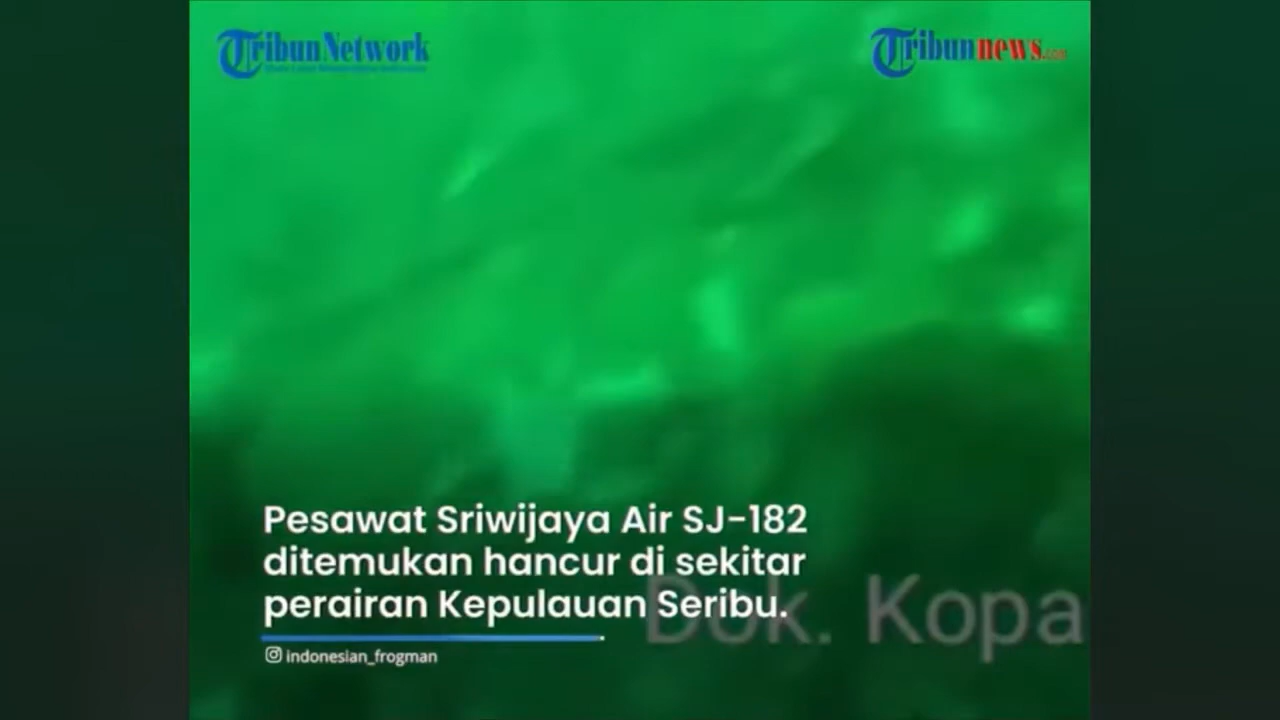 TribunNetwork
Tribunnews.com
Pesawat Sriwijaya Air SJ-182
ditemukan hancur di sekitar
perairan Kepulauan Seribu.
Dok. Kopa
indonesian_frogman